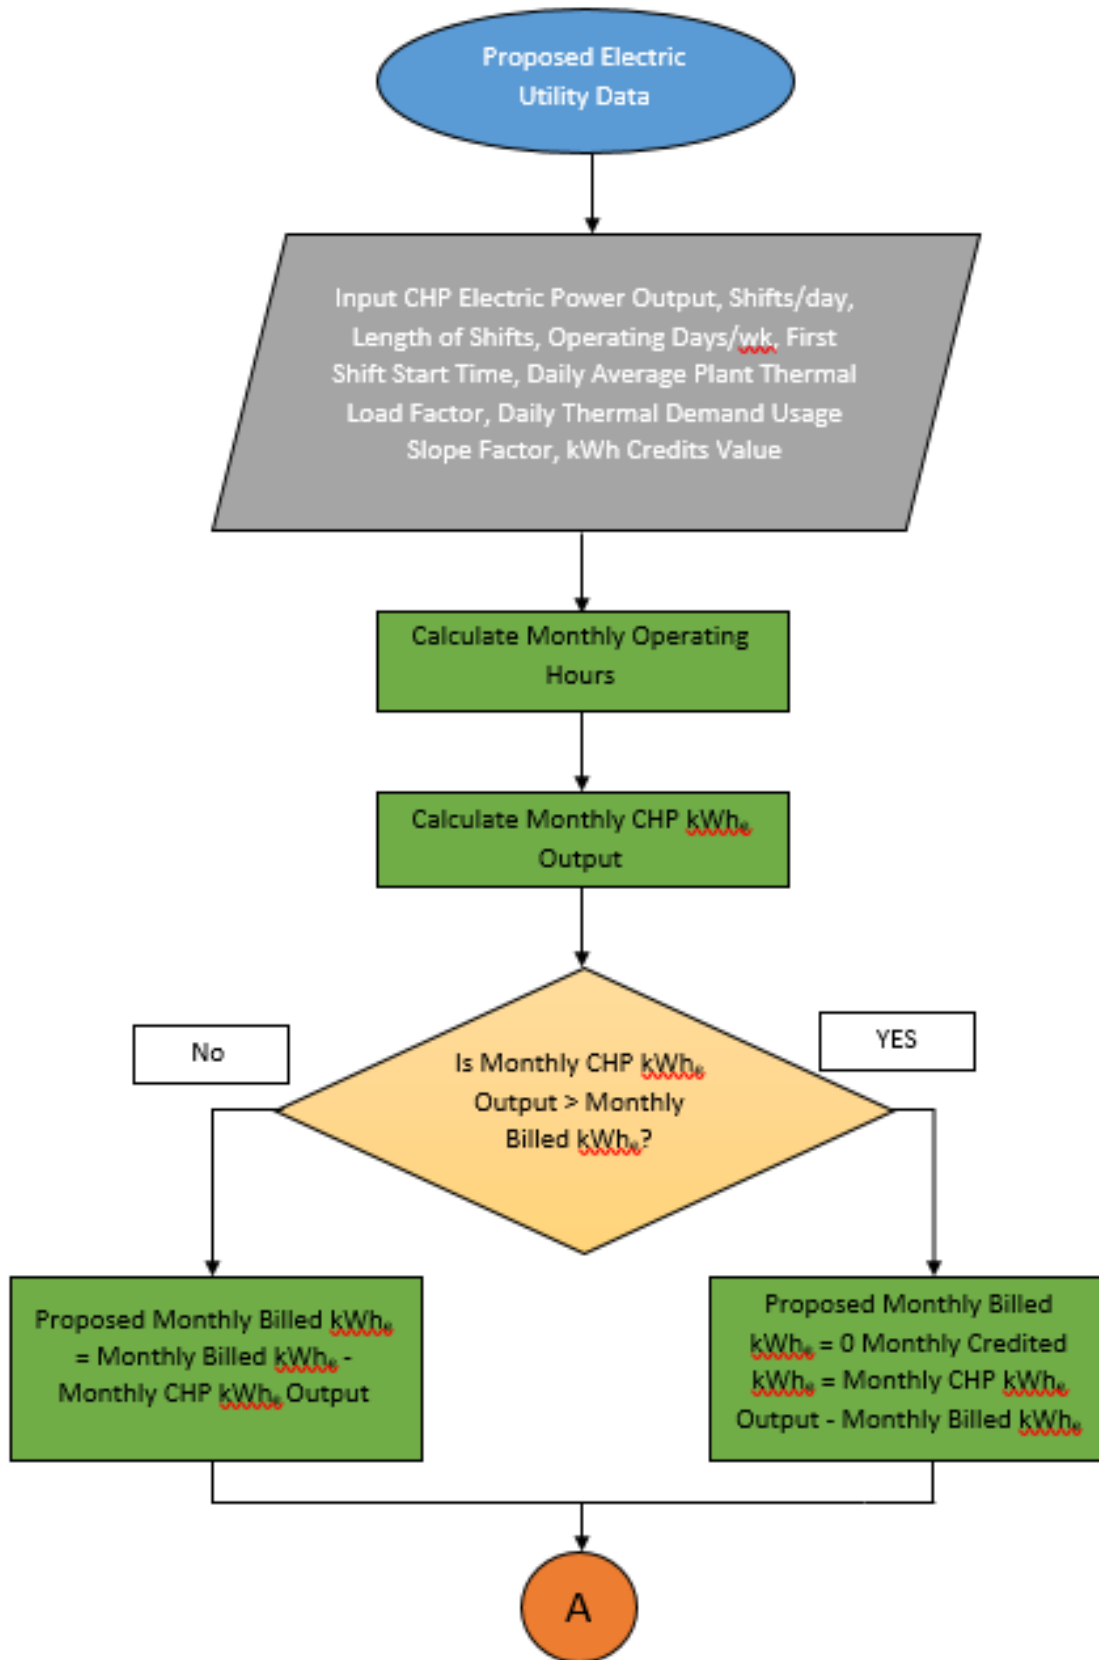 Proposed Electric
Utility Data
Input CHP Electric Power Output, Shifts/day,
Length of Shifts, Operating Days/wk, First
Shift Start Time, Daily Average Plant Thermal
Load Factor, Daily Thermal Demand Usage
Slope Factor, kWh Credits Value
Calculate Monthly Operating
Hours
Calculate Monthly CHP kWhₑ
Output
No
YES
Is Monthly CHP kWhₑ
Output > Monthly
Billed kWhₑ?
Proposed Monthly Billed kWhₑ
= Monthly Billed kWhₑ -
Monthly CHP kWhₑ Output
Proposed Monthly Billed
kWhₑ = 0 Monthly Credited
kWhₑ = Monthly CHP kWhₑ
Output - Monthly Billed kWhₑ
A